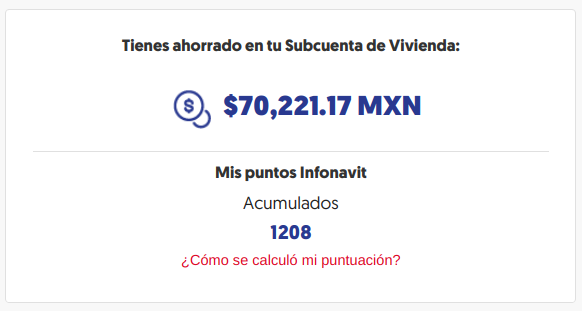 Tienes ahorrado en tu Subcuenta de Vivienda:
$ $70,221.17 MXN
Mis puntos Infonavit
Acumulados
1208
¿Cómo se calculó mi puntuación?